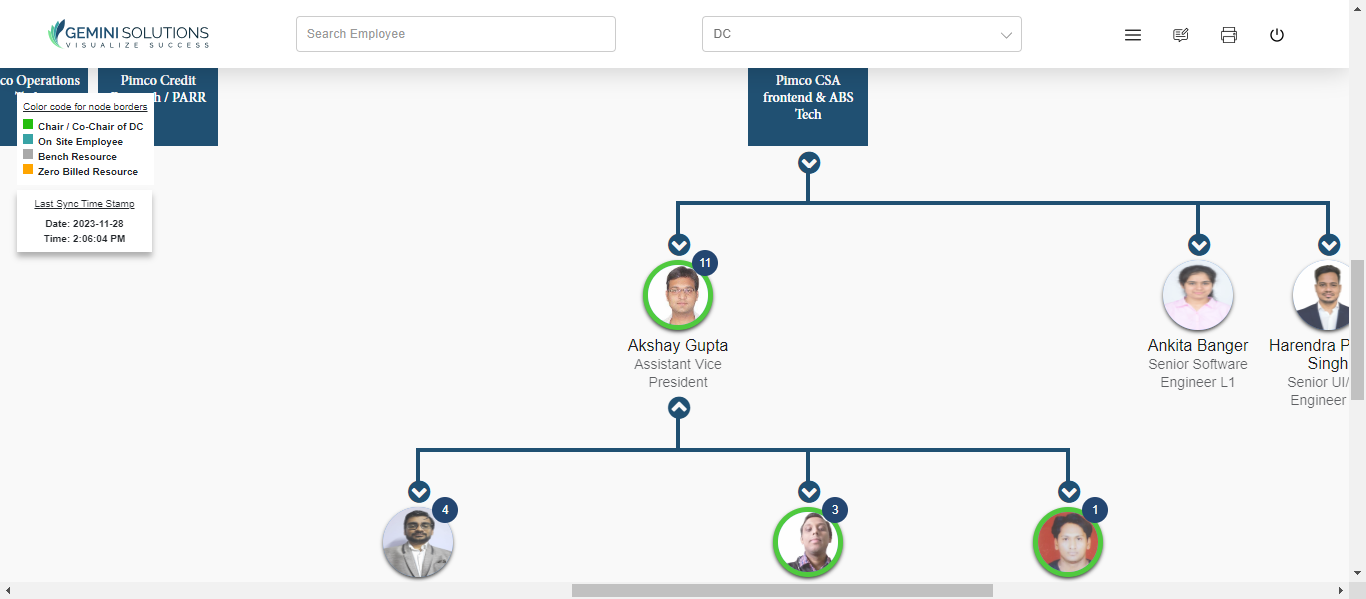 GEMINI SOLUTIONS
VISUALIZE SUCCESS
Search Employee
DC
co Operations
Pimco Credit
h / PARR
Pimco CSA
frontend & ABS
Tech
Color code for node borders
Chair / Co-Chair of DC
On Site Employee
Bench Resource
Zero Billed Resource
Last Sync Time Stamp
Date: 2023-11-28
Time: 2:06:04 PM
11
Akshay Gupta
Assistant Vice
President
Ankita Banger
Senior Software
Engineer L1
Harendra P
Singh
Senior UI/
Engineer
4
3
1